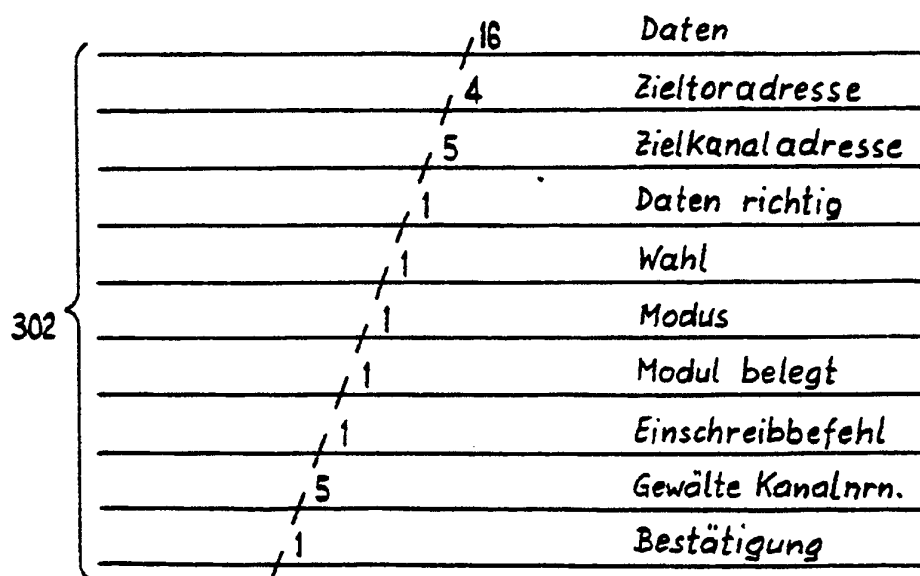 16 Daten
4 Zieltoradresse
5 Zielkanaladresse
1 Daten richtig
1 Wahl
1 Modus
302
1 Modul belegt
1 Einschreibbefehl
5 Gewälte Kanalnrn.
1 Bestätigung